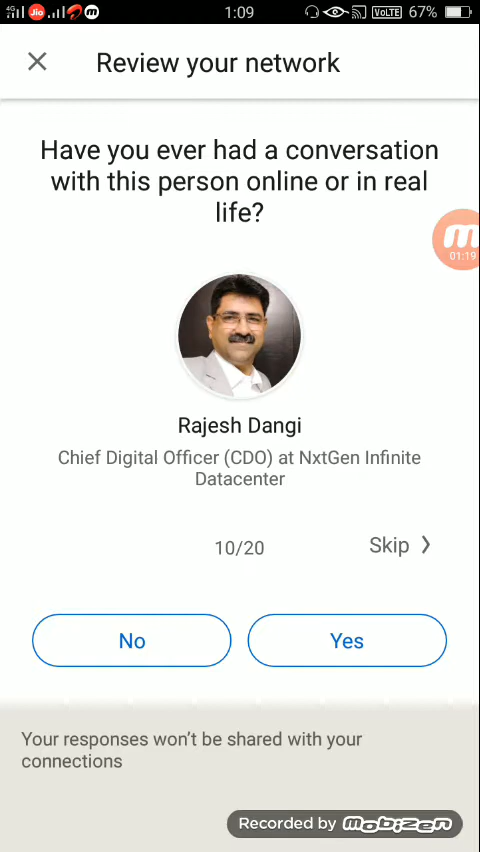 4G Jio 1:09 VoLTE 67%
Review your network
Have you ever had a conversation
with this person online or in real
life?
m
01:19
Rajesh Dangi
Chief Digital Officer (CDO) at NxtGen Infinite
Datacenter
10/20 Skip
No Yes
Your responses won't be shared with your
connections
Recorded by mobizen